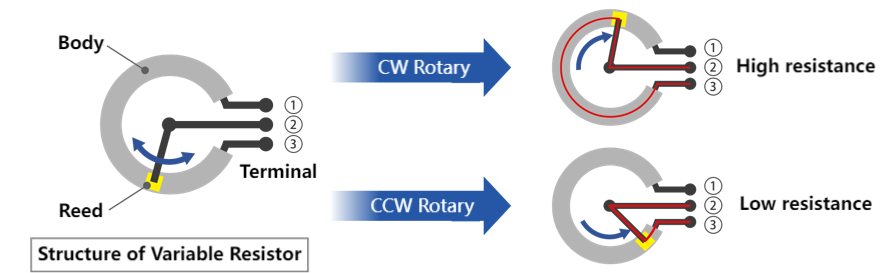 Body
①
②
③
Terminal
Reed
Structure of Variable Resistor
CW Rotary
①
②
③
High resistance
CCW Rotary
①
②
③
Low resistance